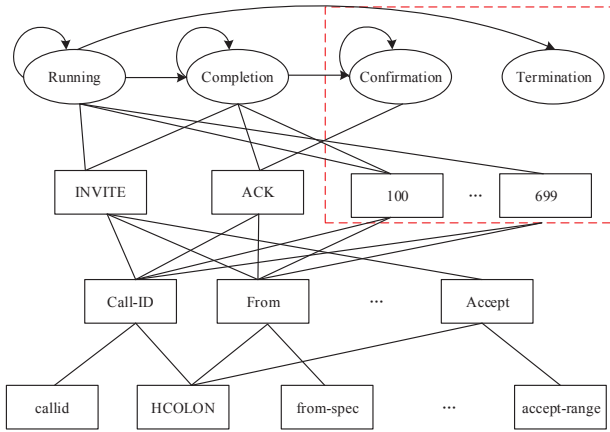 Running
Completion
Confirmation
Termination
INVITE
ACK
100
...
699
Call-ID
From
...
Accept
callid
HCOLON
from-spec
...
accept-range